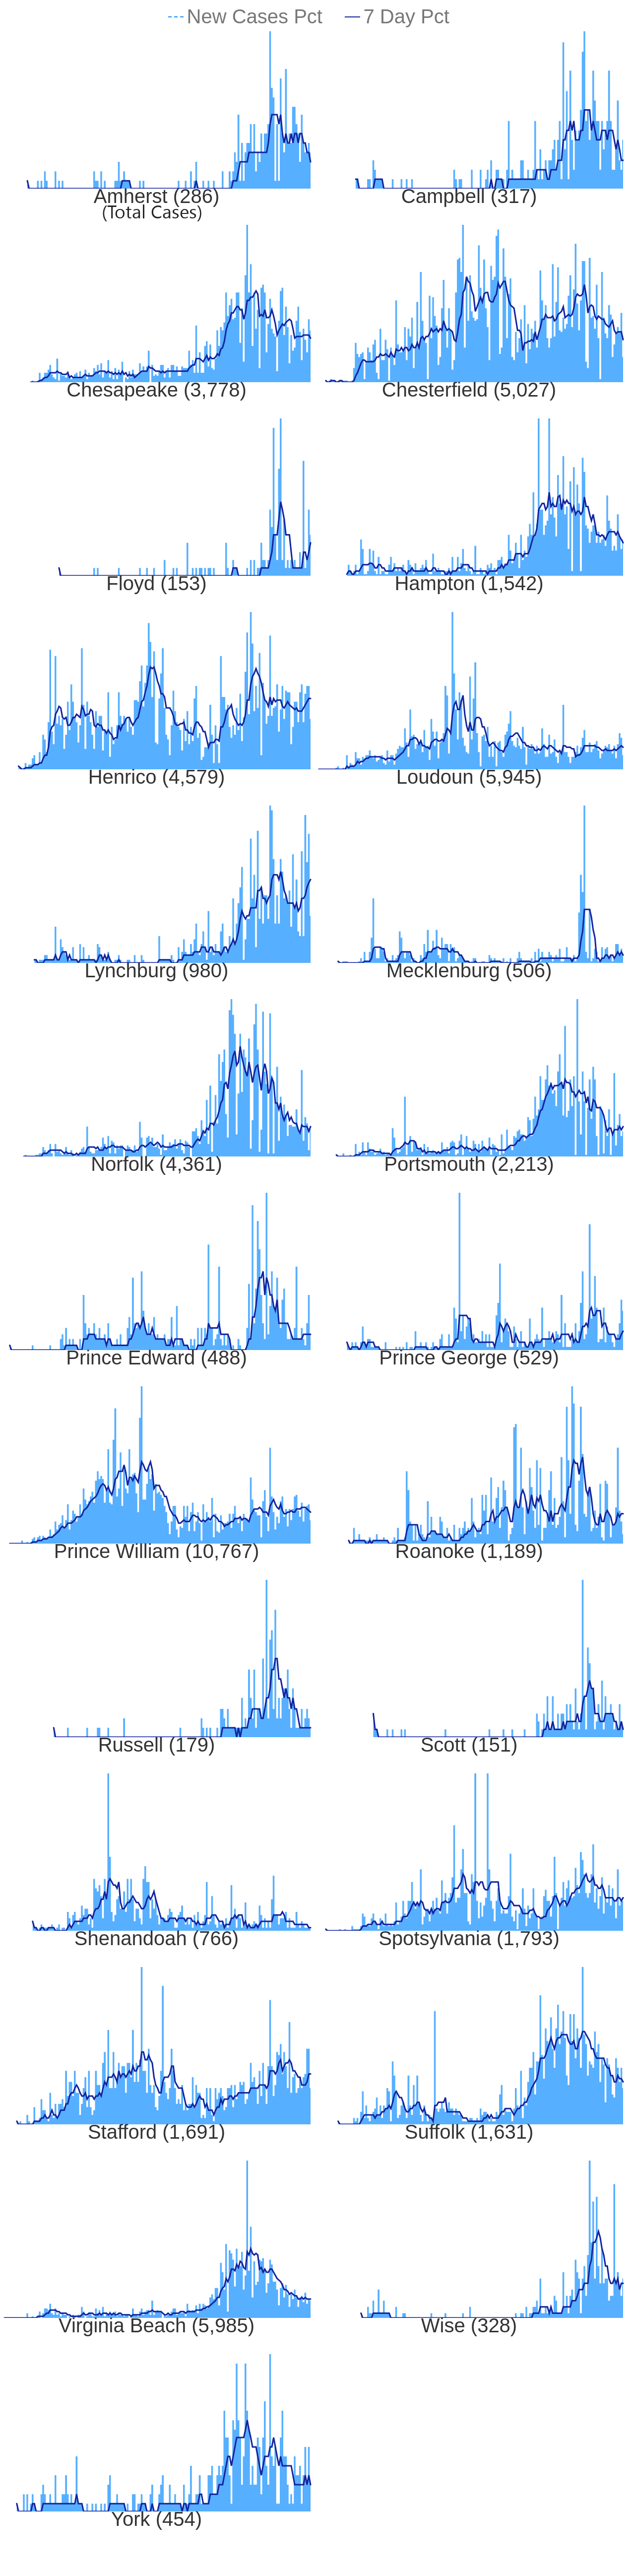 New Cases Pct 7 Day Pct
Amherst (286) Campbell (317)
(Total Cases)
Chesapeake (3,778) Chesterfield (5,027)
Floyd (153) Hampton (1,542)
Henrico (4,579) Loudoun (5,945)
Lynchburg (980) Mecklenburg (506)
Norfolk (4,361) Portsmouth (2,213)
Prince Edward (488) Prince George (529)
Prince William (10,767) Roanoke (1,189)
Russell (179) Scott (151)
Shenandoah (766) Spotsylvania (1,793)
Stafford (1,691) Suffolk (1,631)
Virginia Beach (5,985) Wise (328)
York (454)